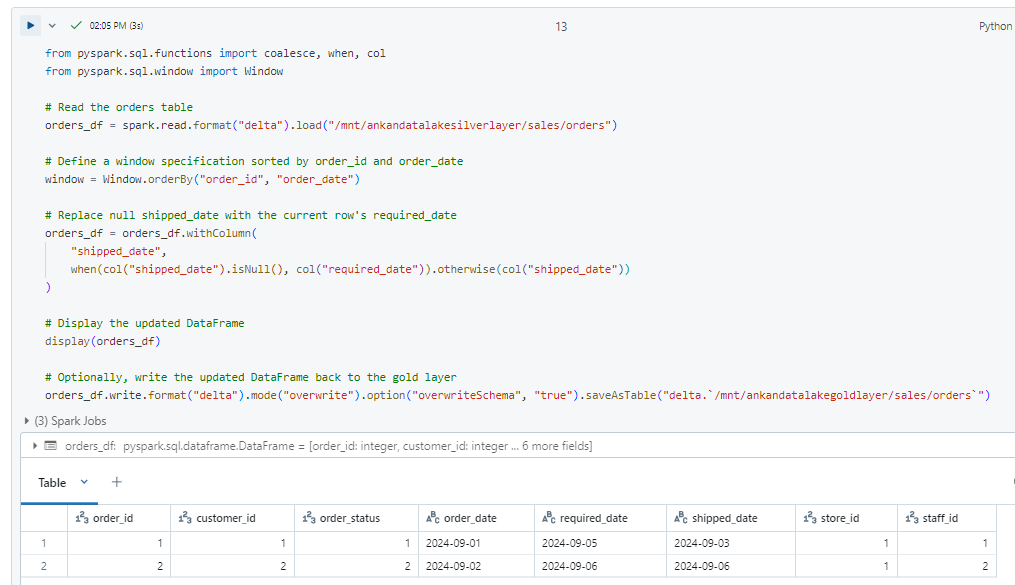 02:05 PM (3s)
13
Python
from pyspark.sql.functions import coalesce, when, col
from pyspark.sql.window import Window
# Read the orders table
orders_df = spark.read.format("delta").load("/mnt/ankandatalakesilverlayer/sales/orders")
# Define a window specification sorted by order_id and order_date
window = Window.orderBy("order_id", "order_date")
# Replace null shipped_date with the current row's required_date
orders_df = orders_df.withColumn(
    "shipped_date",
    when(col("shipped_date").isNull(), col("required_date")).otherwise(col("shipped_date"))
)
# Display the updated DataFrame
display(orders_df)
# Optionally, write the updated DataFrame back to the gold layer
orders_df.write.format("delta").mode("overwrite").option("overwriteSchema", "true").saveAsTable("delta.`/mnt/ankandatalakegoldlayer/sales/orders`")
(3) Spark Jobs
orders_df: pyspark.sql.dataframe.DataFrame = [order_id: integer, customer_id: integer ... 6 more fields]
Table
123 order_id 123 customer_id 123 order_status ABC order_date ABC required_date ABC shipped_date 123 store_id 123 staff_id
1 1 1 1 2024-09-01 2024-09-05 2024-09-03 1 1
2 2 2 2 2024-09-02 2024-09-06 2024-09-06 1 2